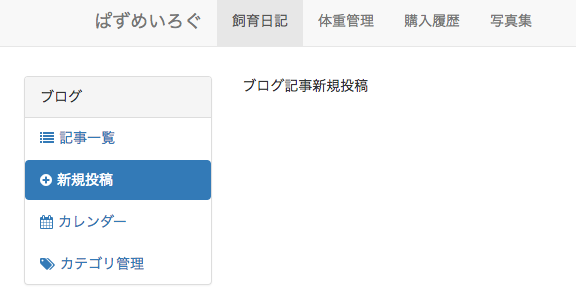 ぱずめいろぐ 飼育日記 体重管理 購入履歴 写真集
ブログ
ブログ記事新規投稿
記事一覧
新規投稿
カレンダー
カテゴリ管理